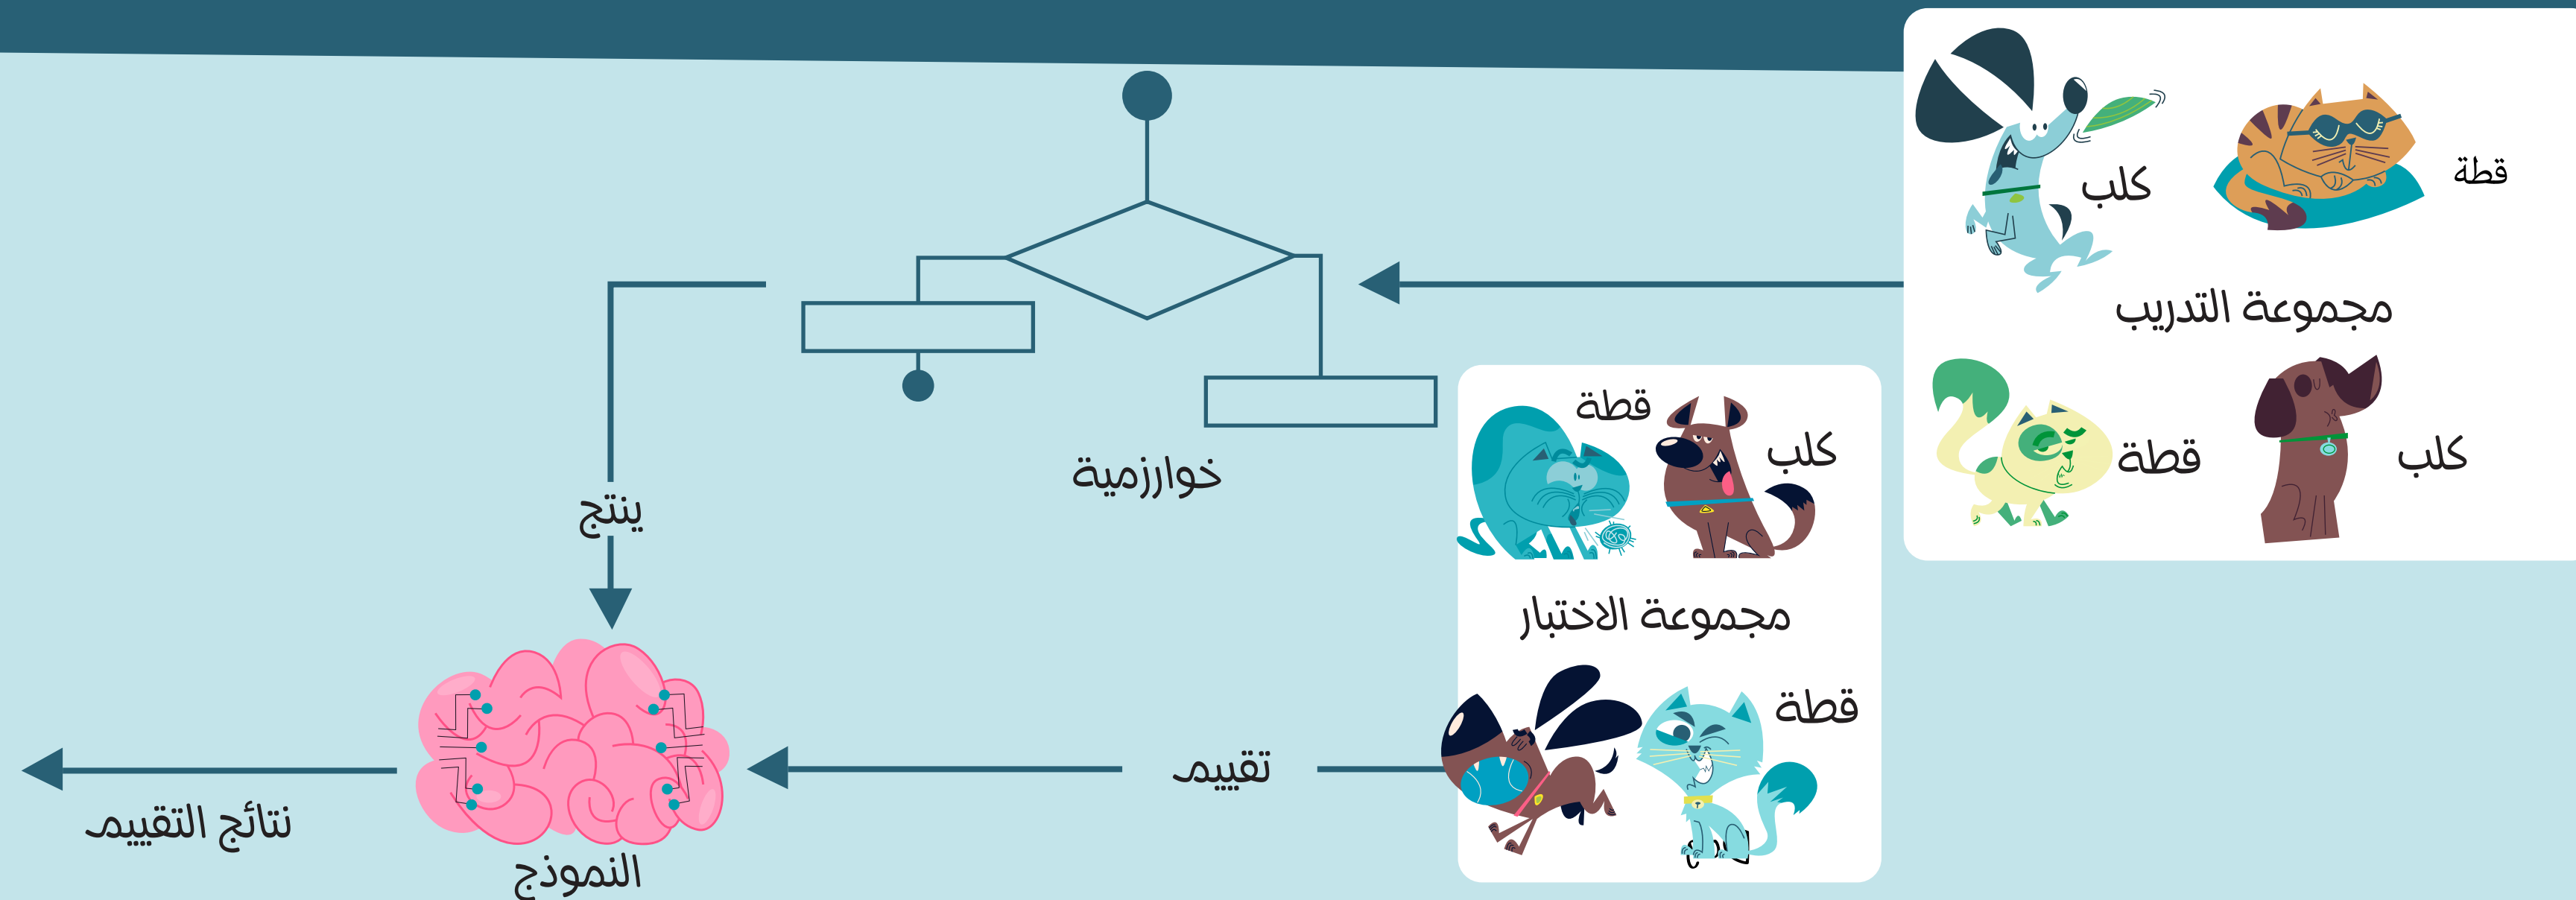 قطة
كلب
مجموعة التدريب
كلب
قطة
قطة
كلب
مجموعة الاختبار
قطة
خوارزمية
ينتج
تقييم
النموذج
نتائج التقييم